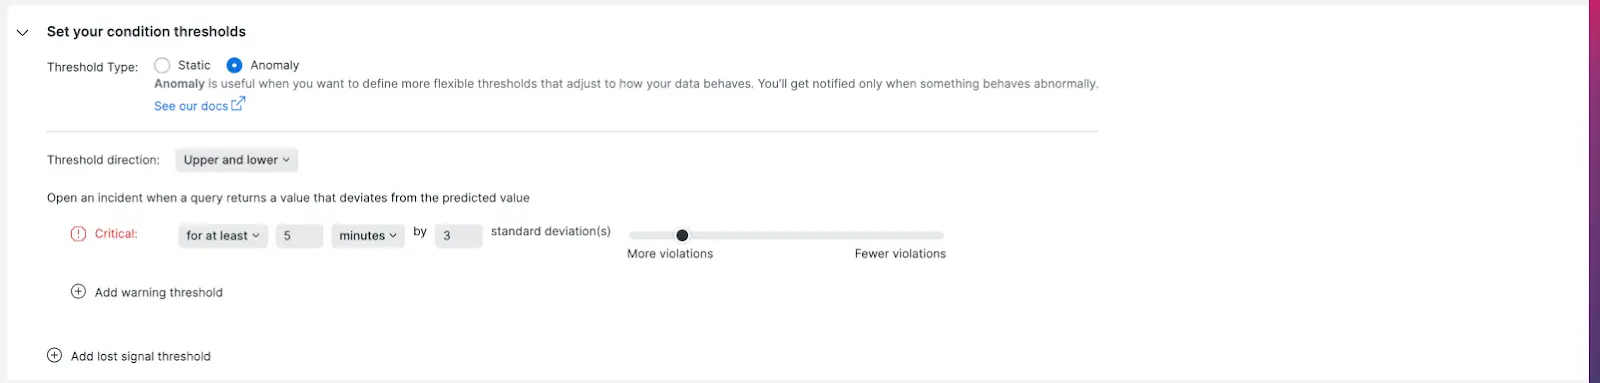 Set your condition thresholds
Threshold Type: Static Anomaly
Anomaly is useful when you want to define more flexible thresholds that adjust to how your data behaves. You'll get notified only when something behaves abnormally.
See our docs
Threshold direction: Upper and lower
Open an incident when a query returns a value that deviates from the predicted value
Critical: for at least 5 minutes by 3 standard deviation(s)
More violations Fewer violations
Add warning threshold
Add lost signal threshold